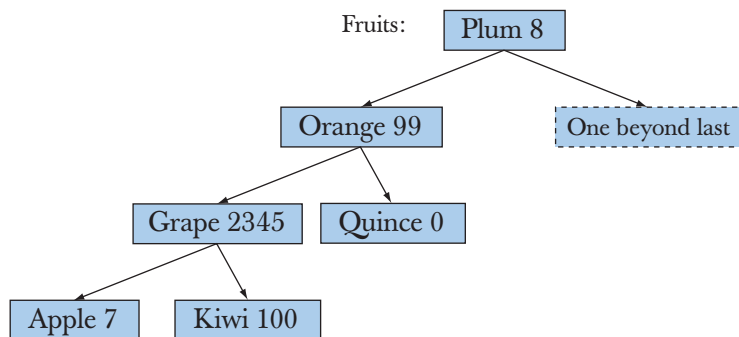 Fruits:
Plum 8
Orange 99
One beyond last
Grape 2345
Quince 0
Apple 7
Kiwi 100